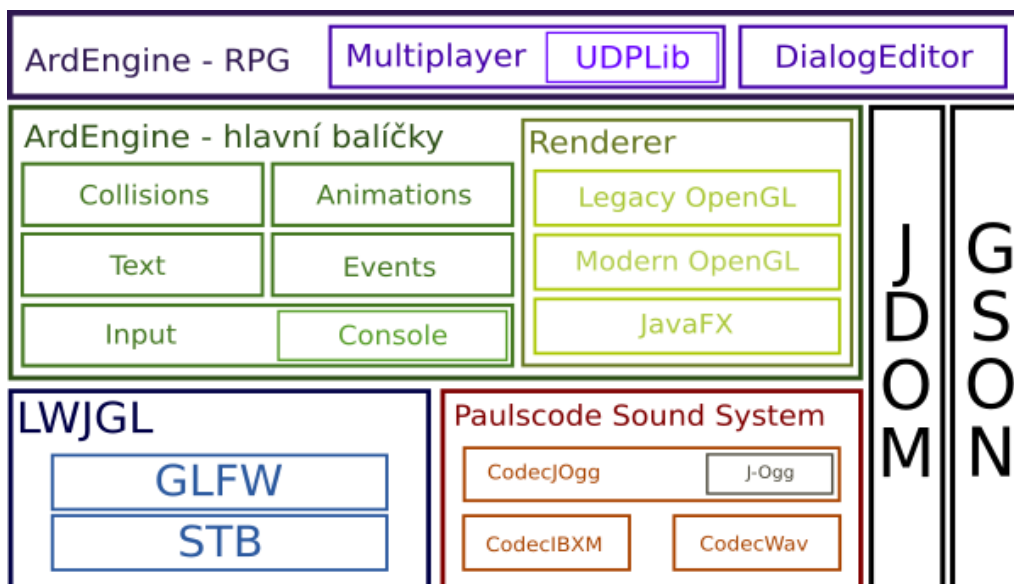 ArdEngine - RPG
Multiplayer
UDPLib
DialogEditor
ArdEngine - hlavní balíčky
Collisions
Animations
Text
Events
Input
Console
Renderer
Legacy OpenGL
Modern OpenGL
JavaFX
JDOM
GSON
LWJGL
GLFW
STB
Paulscode Sound System
CodecJOgg
J-Ogg
CodecIBXM
CodecWav